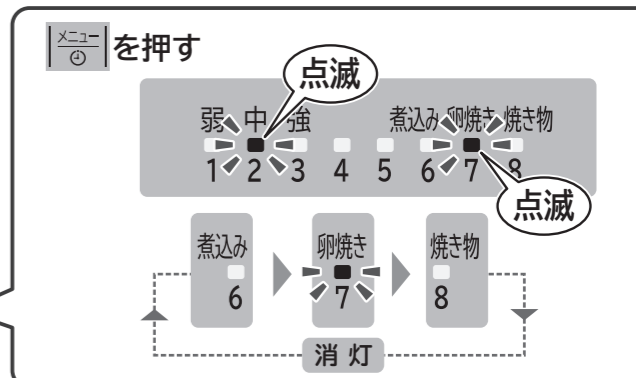 メニュー を押す
点滅
弱 中 強 煮込み 卵焼き 焼き物
1 2 3 4 5 6 7 8
点滅
煮込み 卵焼き 焼き物
6 7 8
消灯